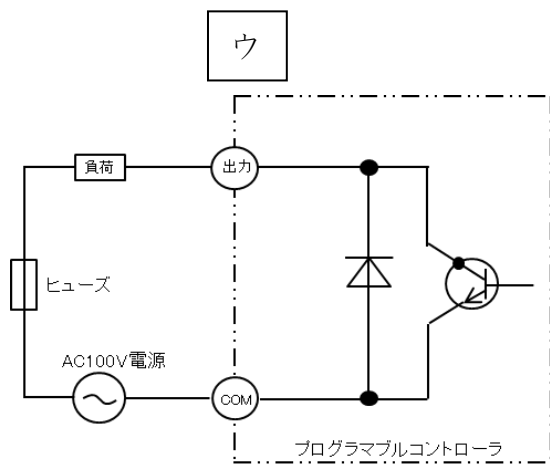 ウ
負荷
出力
ヒューズ
AC100V電源
COM
プログラマブルコントローラ